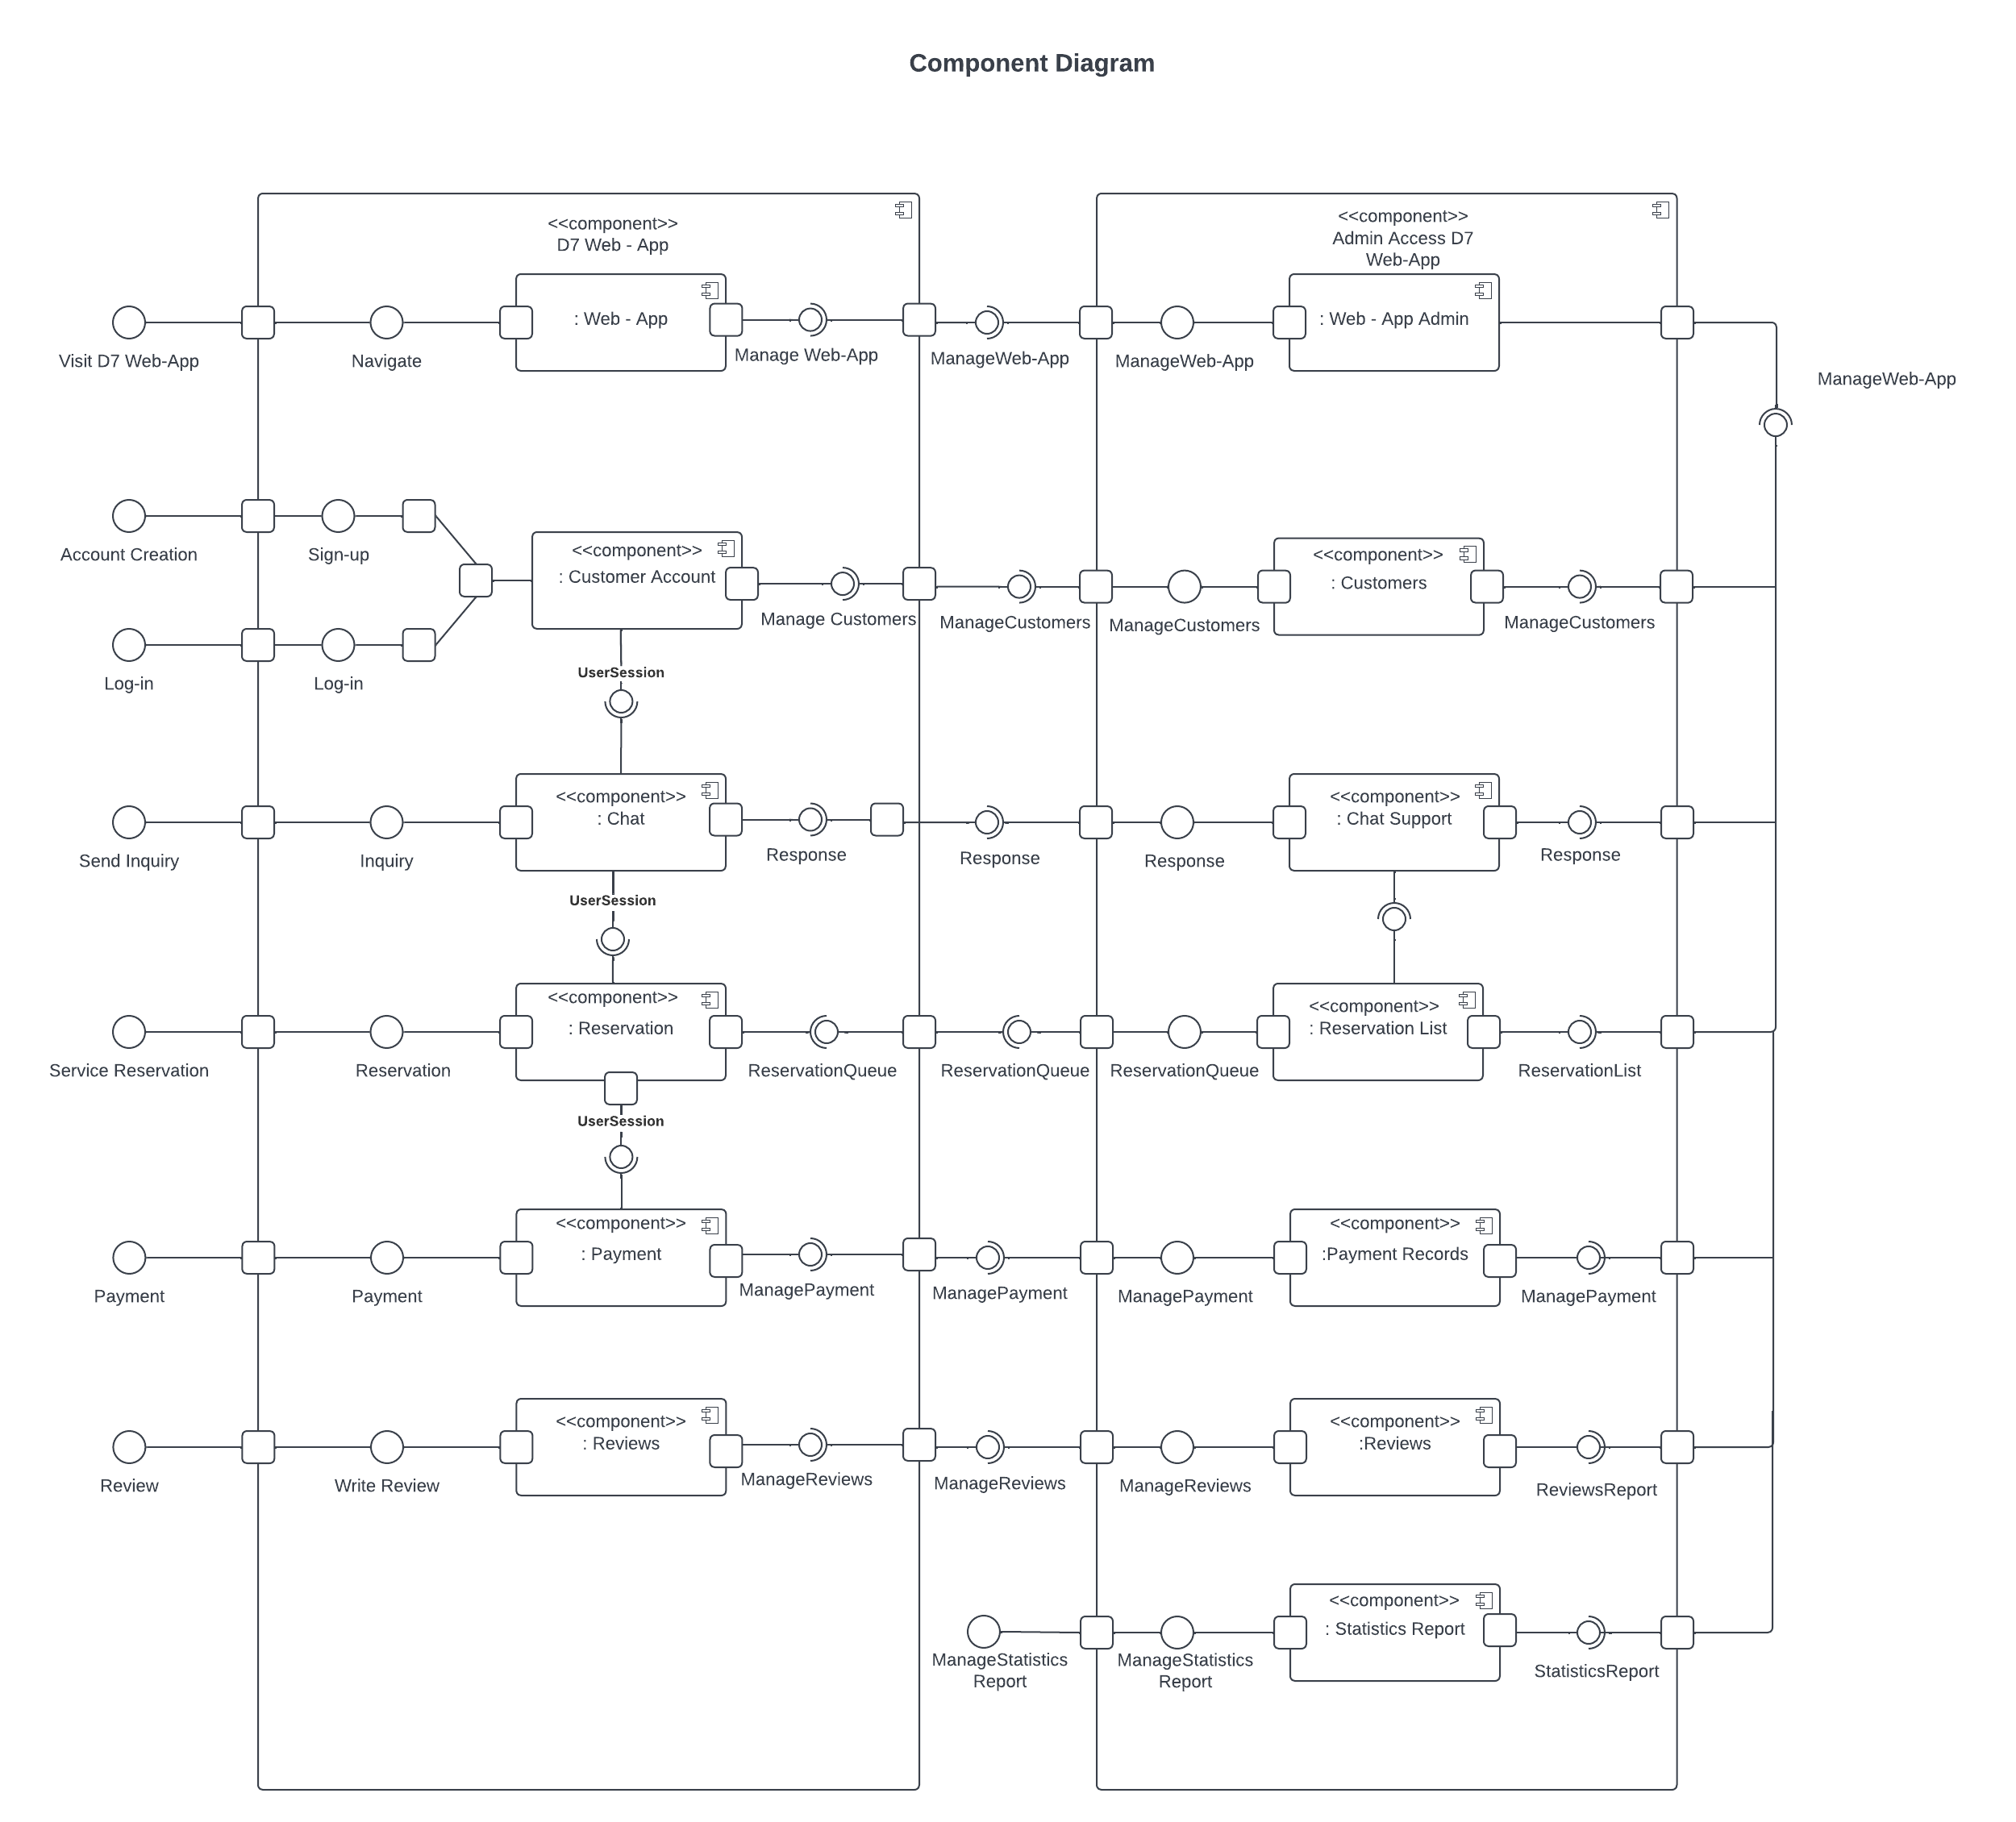 Component Diagram
<<component>>
D7 Web - App
<<component>>
Admin Access D7
Web-App
: Web - App
: Web - App Admin
Visit D7 Web-App
Navigate
Manage Web-App
ManageWeb-App
ManageWeb-App
ManageWeb-App
<<component>>
: Customer Account
<<component>>
: Customers
Account Creation
Sign-up
Manage Customers
ManageCustomers
ManageCustomers
ManageCustomers
Log-in
Log-in
UserSession
<<component>>
: Chat
<<component>>
: Chat Support
Send Inquiry
Inquiry
Response
Response
Response
Response
UserSession
<<component>>
: Reservation
<<component>>
: Reservation List
Service Reservation
Reservation
ReservationQueue
ReservationQueue
ReservationQueue
ReservationList
UserSession
<<component>>
: Payment
<<component>>
:Payment Records
Payment
Payment
ManagePayment
ManagePayment
ManagePayment
ManagePayment
<<component>>
: Reviews
<<component>>
:Reviews
Review
Write Review
ManageReviews
ManageReviews
ManageReviews
ReviewsReport
<<component>>
: Statistics Report
ManageStatistics
Report
ManageStatistics
Report
StatisticsReport